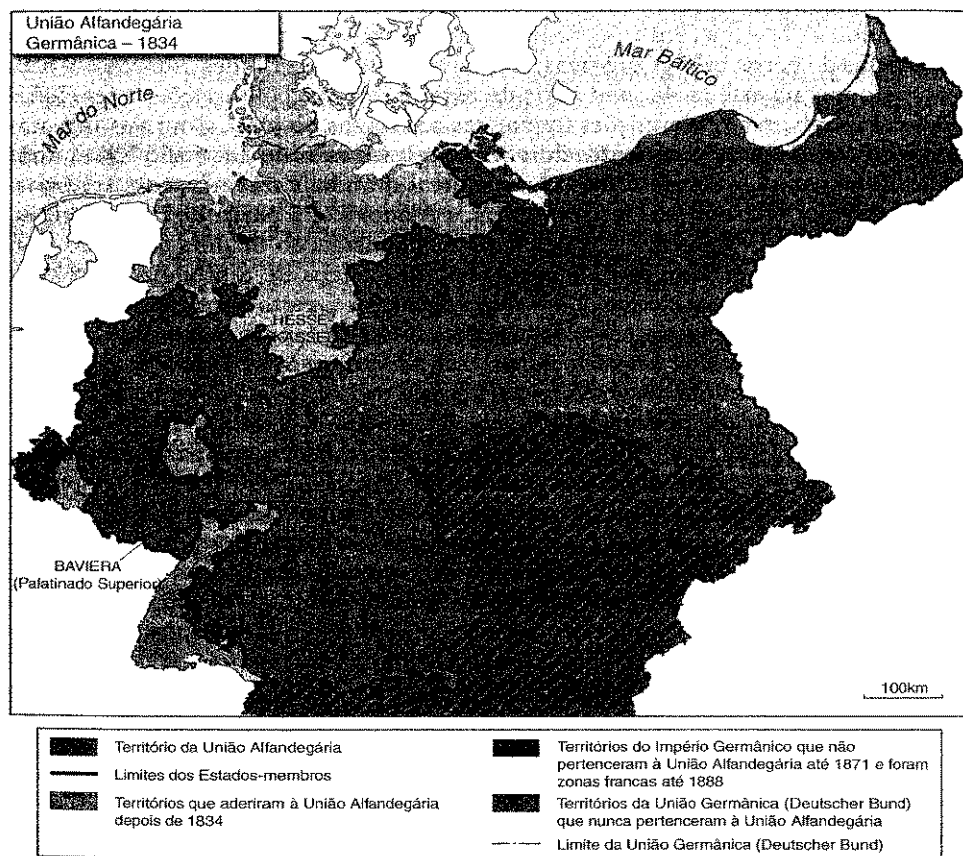 União Alfandegária
Germânica – 1834
Mar do Norte
Mar Báltico
HESSE
BAVIERA
(Palatinado Superior)
100km
Território da União Alfandegária
Limites dos Estados-membros
Territórios que aderiram à União Alfandegária
depois de 1834
Territórios do Império Germânico que não
pertenceram à União Alfandegária até 1871 e foram
zonas francas até 1888
Territórios da União Germânica (Deutscher Bund)
que nunca pertenceram à União Alfandegária
Limite da União Germânica (Deutscher Bund)